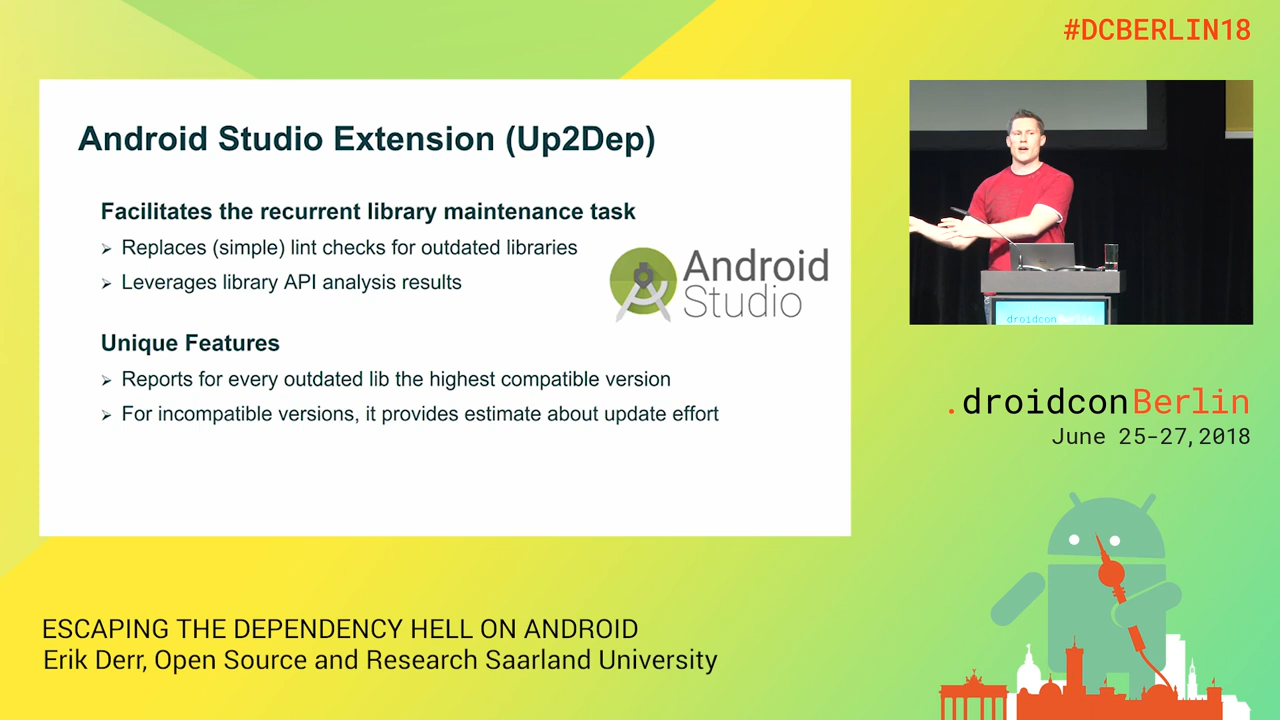 #DCBERLIN18
Android Studio Extension (Up2Dep)
Facilitates the recurrent library maintenance task
➢ Replaces (simple) lint checks for outdated libraries
➢ Leverages library API analysis results
Android
Studio
Unique Features
➢ Reports for every outdated lib the highest compatible version
➢ For incompatible versions, it provides estimate about update effort
droidconBerlin
.droidconBerlin
June 25-27,2018
ESCAPING THE DEPENDENCY HELL ON ANDROID
Erik Derr, Open Source and Research Saarland University